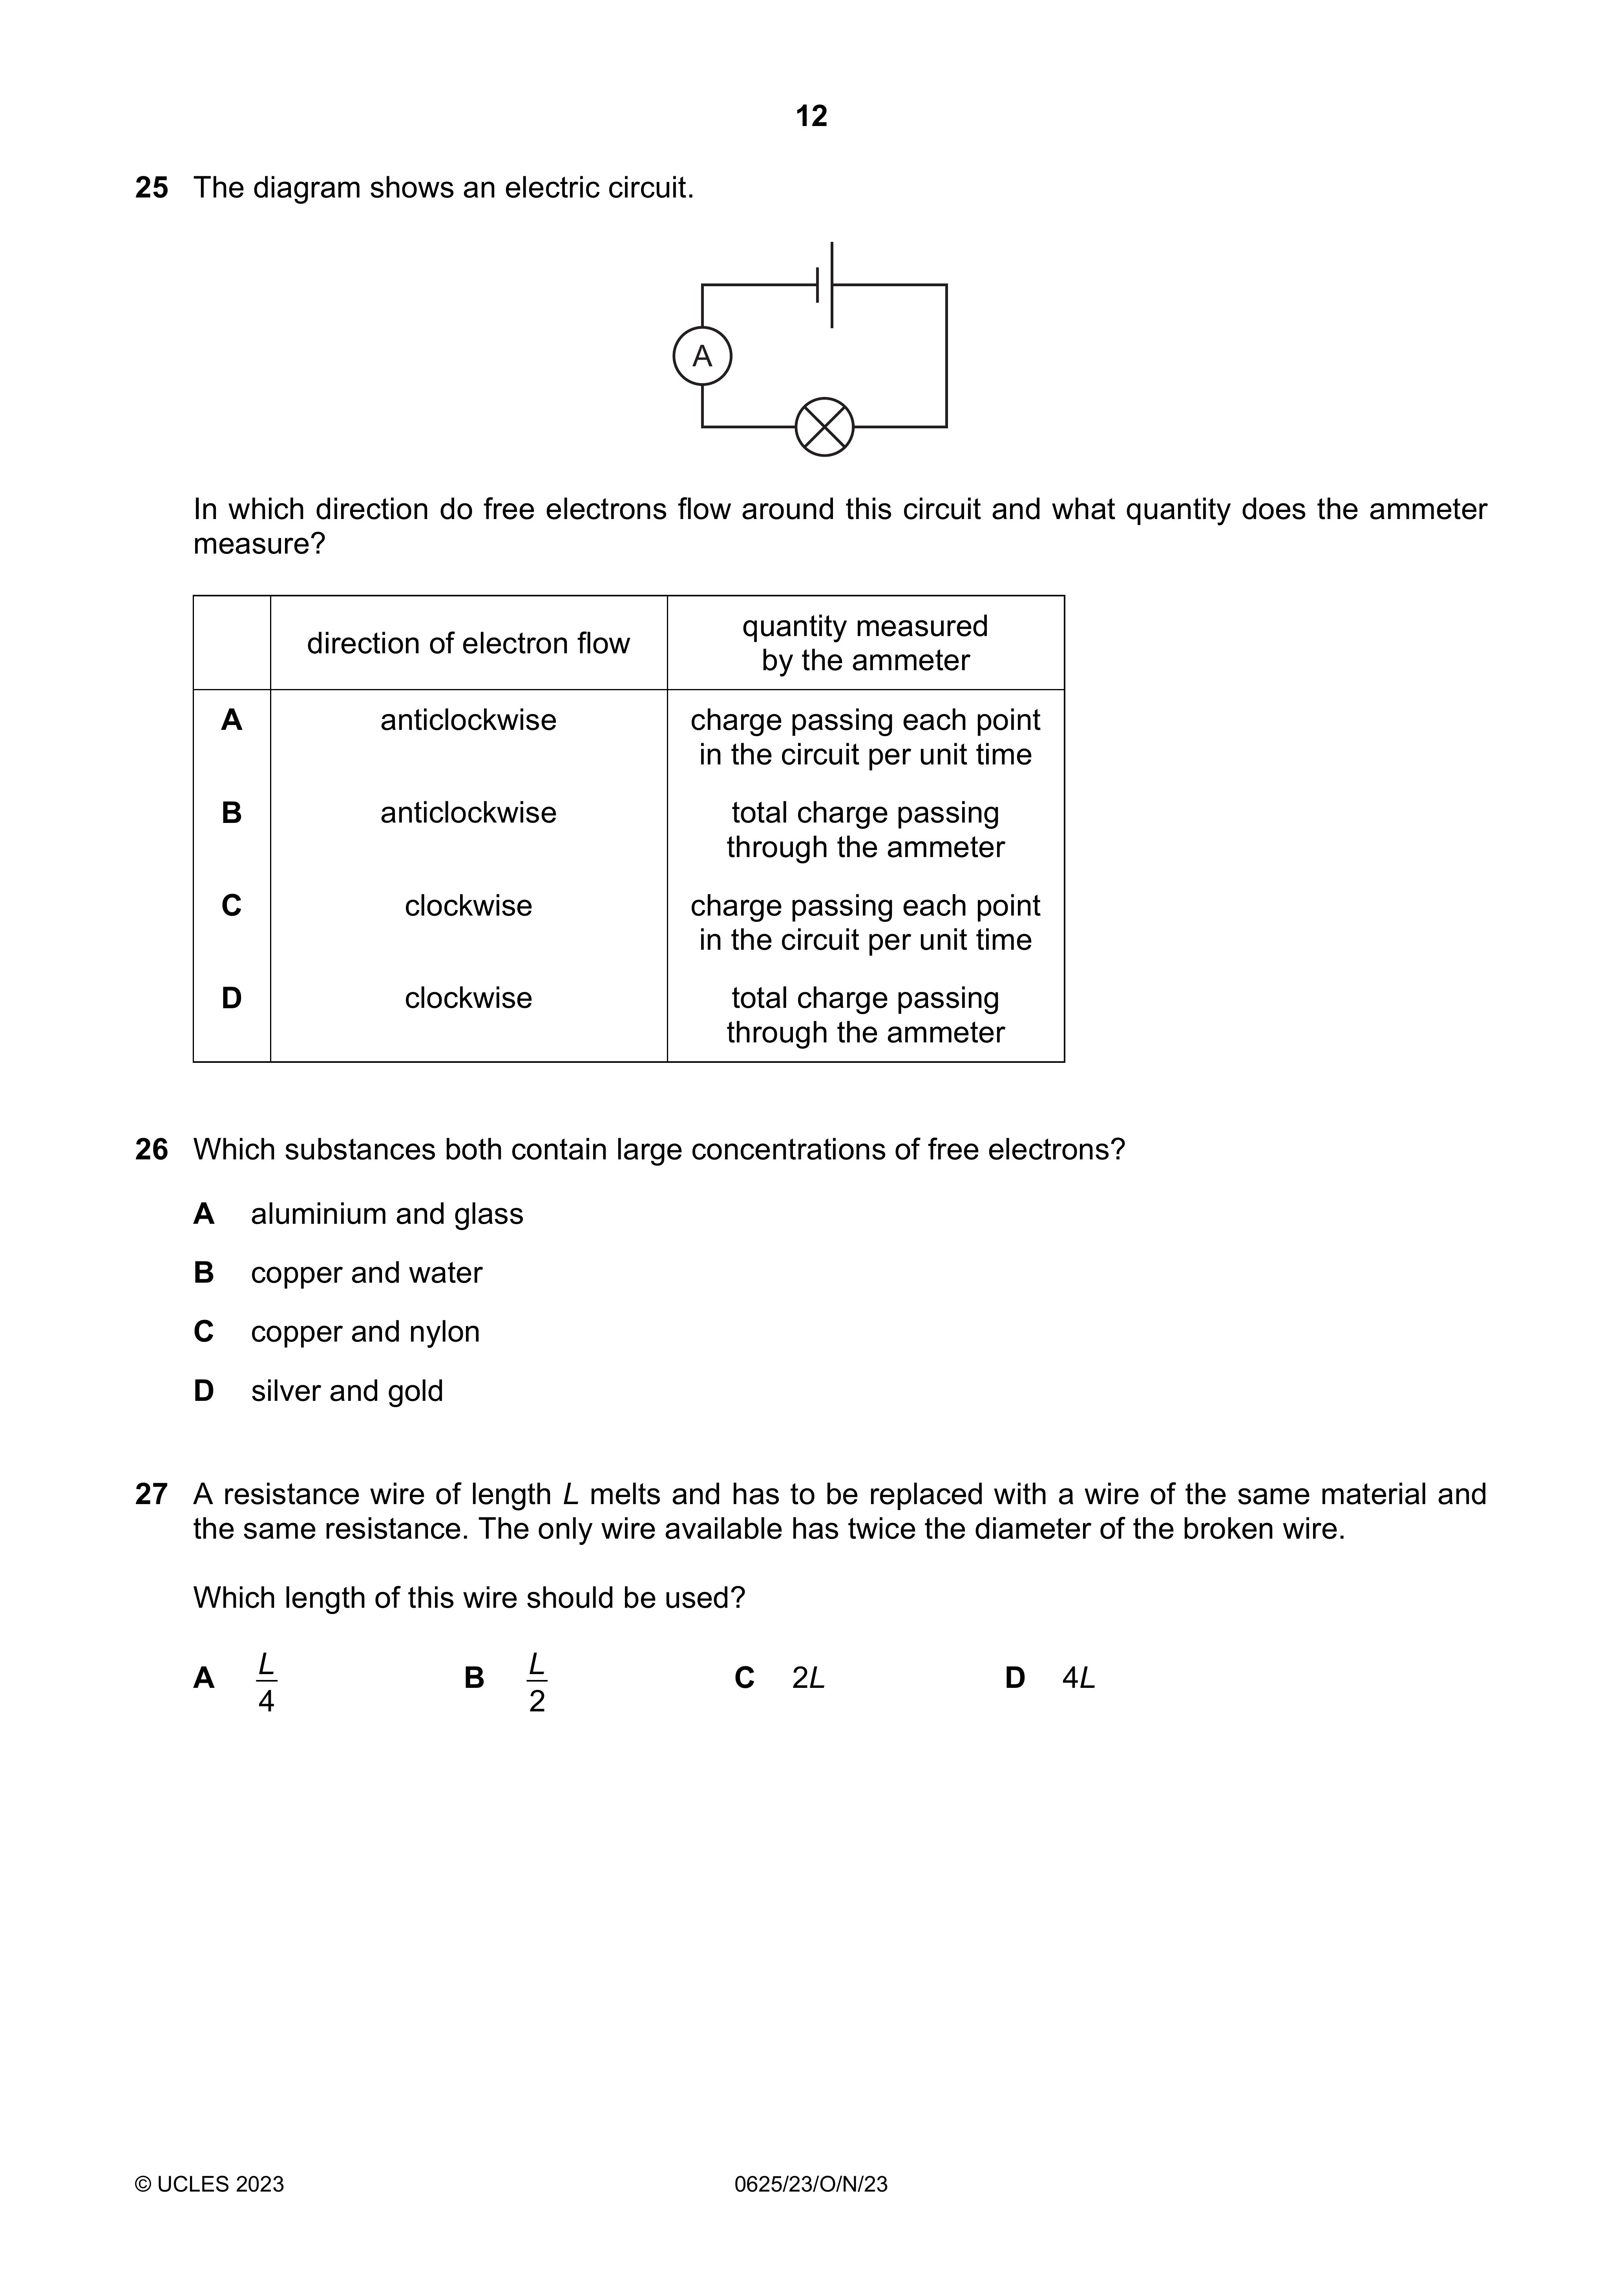 12
25 The diagram shows an electric circuit.
A
In which direction do free electrons flow around this circuit and what quantity does the ammeter
measure?
direction of electron flow
quantity measured
by the ammeter
A anticlockwise charge passing each point
in the circuit per unit time
B anticlockwise total charge passing
through the ammeter
C clockwise charge passing each point
in the circuit per unit time
D clockwise total charge passing
through the ammeter
26 Which substances both contain large concentrations of free electrons?
A aluminium and glass
B copper and water
C copper and nylon
D silver and gold
27 A resistance wire of length L melts and has to be replaced with a wire of the same material and
the same resistance. The only wire available has twice the diameter of the broken wire.
Which length of this wire should be used?
A L/4 B L/2 C 2L D 4L
© UCLES 2023 0625/23/O/N/23